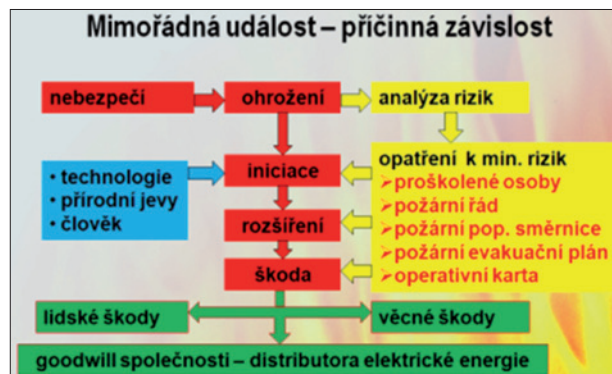 Mimořádná událost – příčinná závislost
nebezpečí
ohrožení
analýza rizik
• technologie
• přírodní jevy
• člověk
iniciace
rozšíření
škoda
opatření k min. rizik
➢proškolené osoby
➢požární řád
➢požární pop. směrnice
➢požární evakuační plán
➢operativní karta
lidské škody
věcné škody
goodwill společnosti – distributora elektrické energie